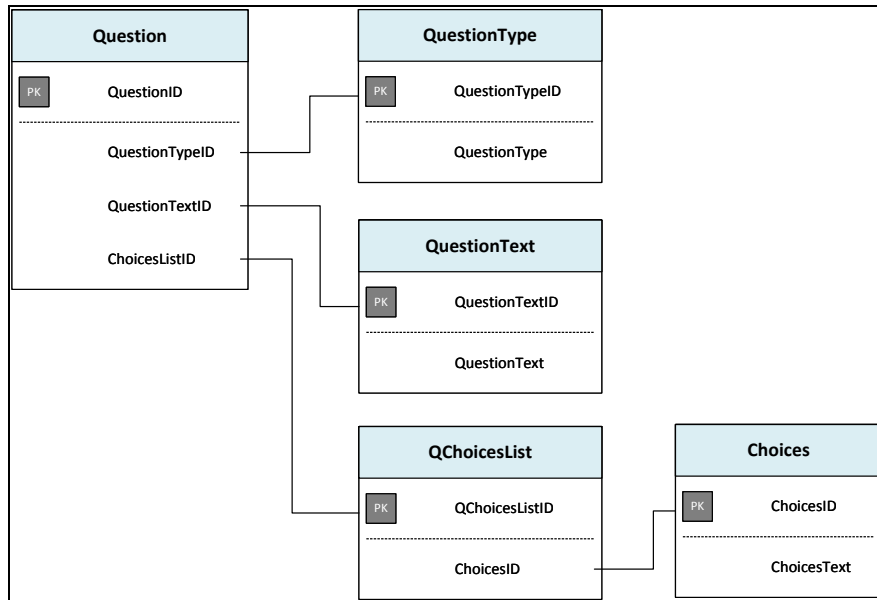 Question
PK QuestionID
QuestionTypeID
QuestionTextID
ChoicesListID
QuestionType
PK QuestionTypeID
QuestionType
QuestionText
PK QuestionTextID
QuestionText
QChoicesList
PK QChoicesListID
ChoicesID
Choices
PK ChoicesID
ChoicesText